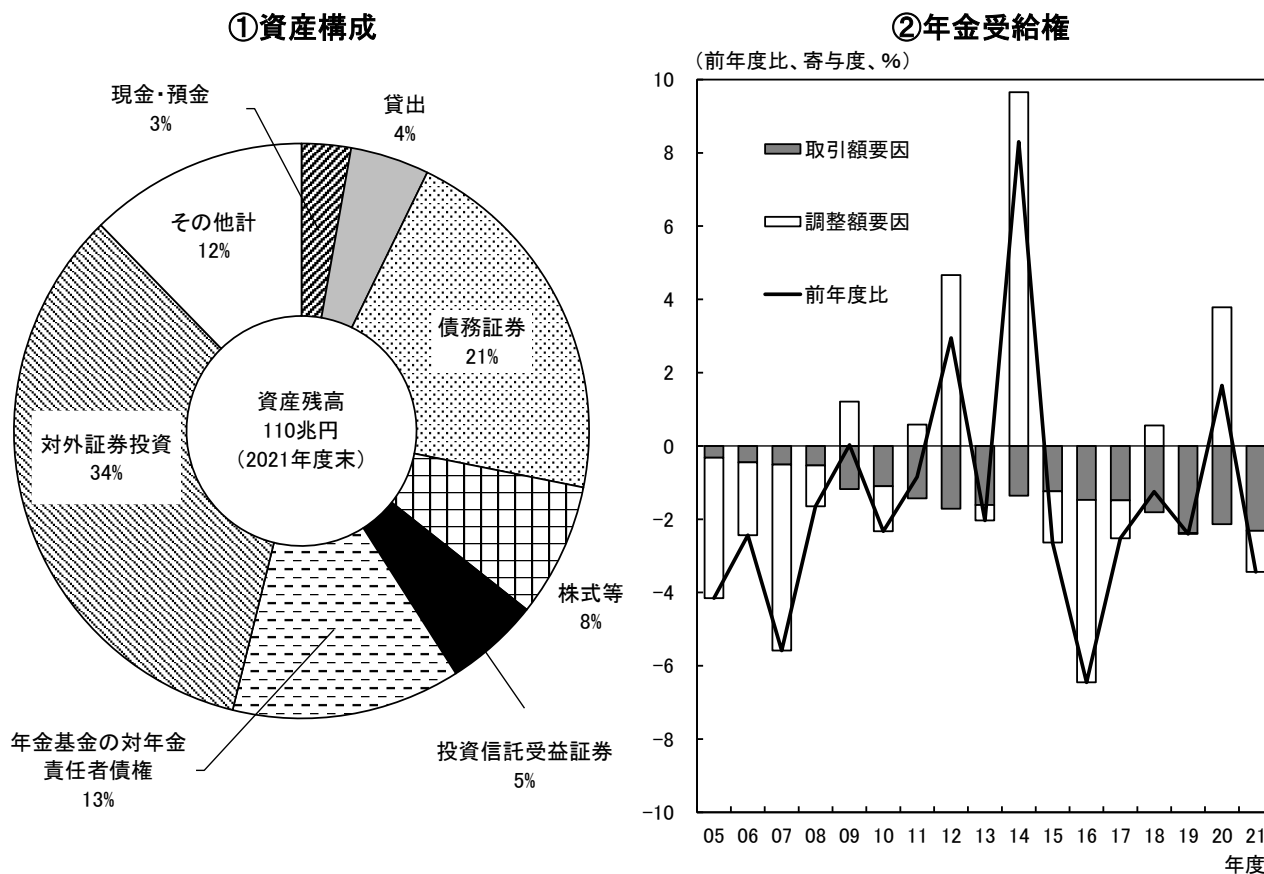 ①資産構成
現金・預金
3%
貸出
4%
債務証券
21%
株式等
8%
投資信託受益証券
5%
年金基金の対年金
責任者債権
13%
対外証券投資
34%
その他計
12%
資産残高
110兆円
(2021年度末)
②年金受給権
(前年度比、寄与度、%)
10
8
6
4
2
0
−2
−4
−6
−8
−10
取引額要因
調整額要因
前年度比
05 06 07 08 09 10 11 12 13 14 15 16 17 18 19 20 21
年度